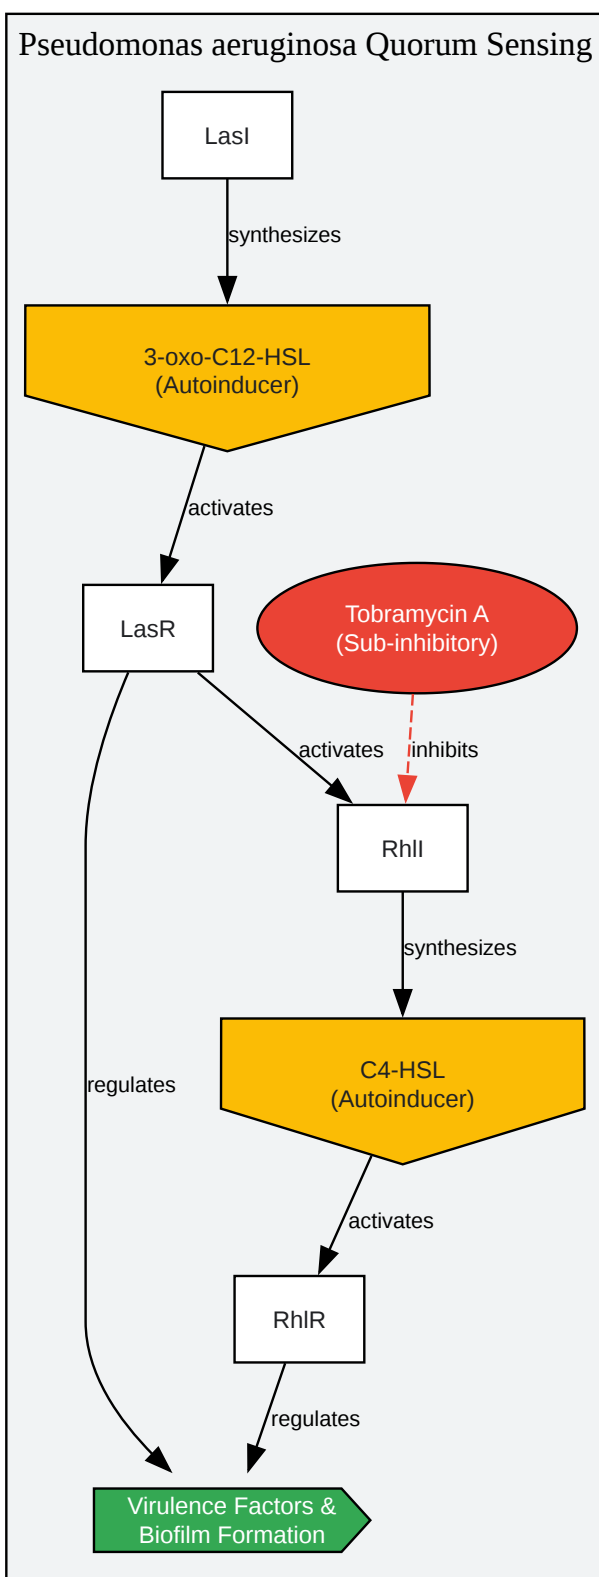 Pseudomonas aeruginosa Quorum Sensing
LasI
synthesizes
3-oxo-C12-HSL
(Autoinducer)
activates
LasR
Tobramycin A
(Sub-inhibitory)
activates
inhibits
RhlI
synthesizes
C4-HSL
(Autoinducer)
regulates
activates
RhlR
regulates
Virulence Factors &
Biofilm Formation